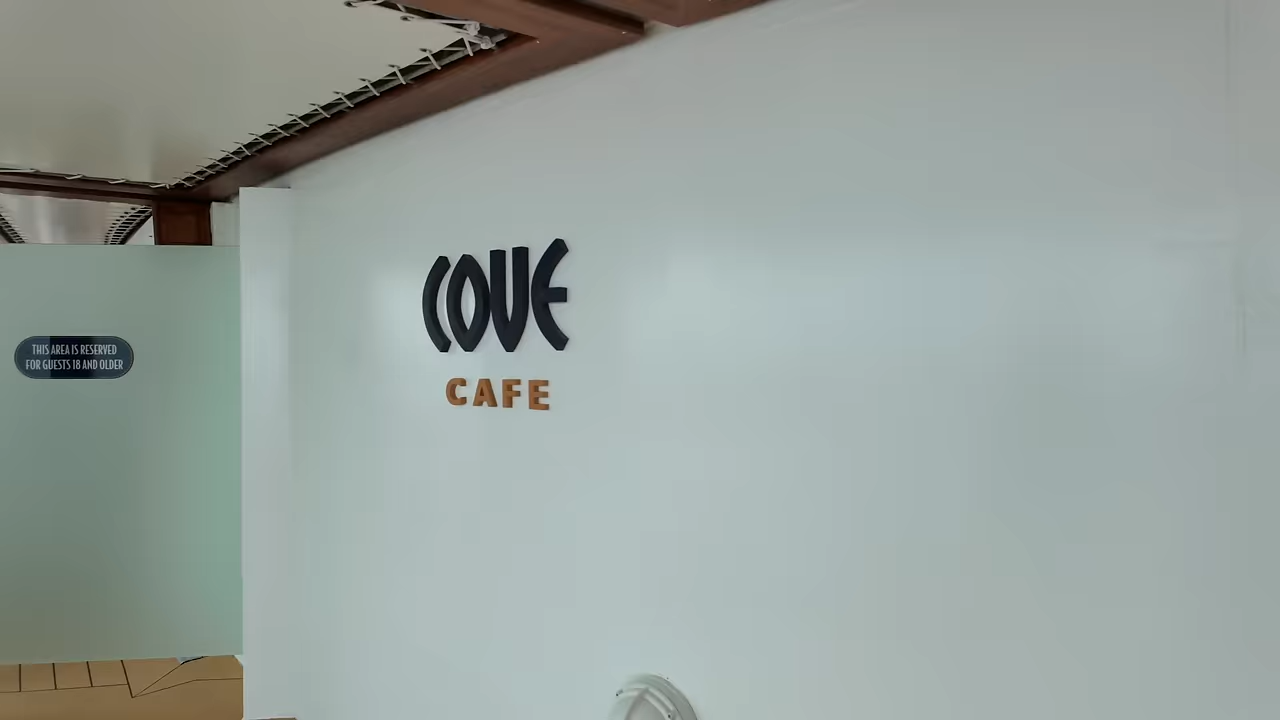 THIS AREA IS RESERVED
FOR GUESTS 18 AND OLDER
COVE
CAFE